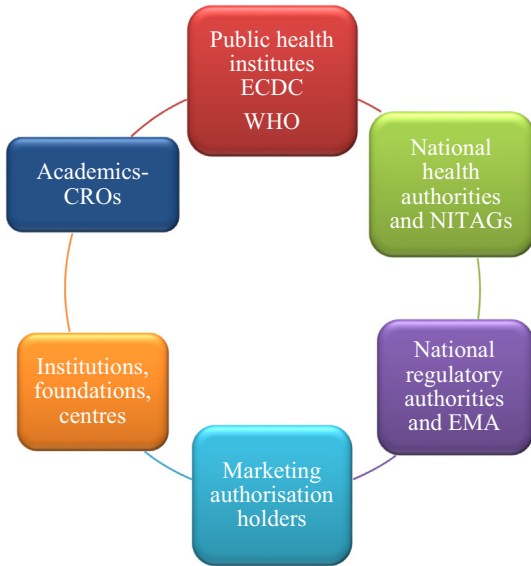 Public health
institutes
ECDC
WHO
National
health
authorities
and NITAGs
National
regulatory
authorities
and EMA
Marketing
authorisation
holders
Institutions,
foundations,
centres
Academics-
CROs